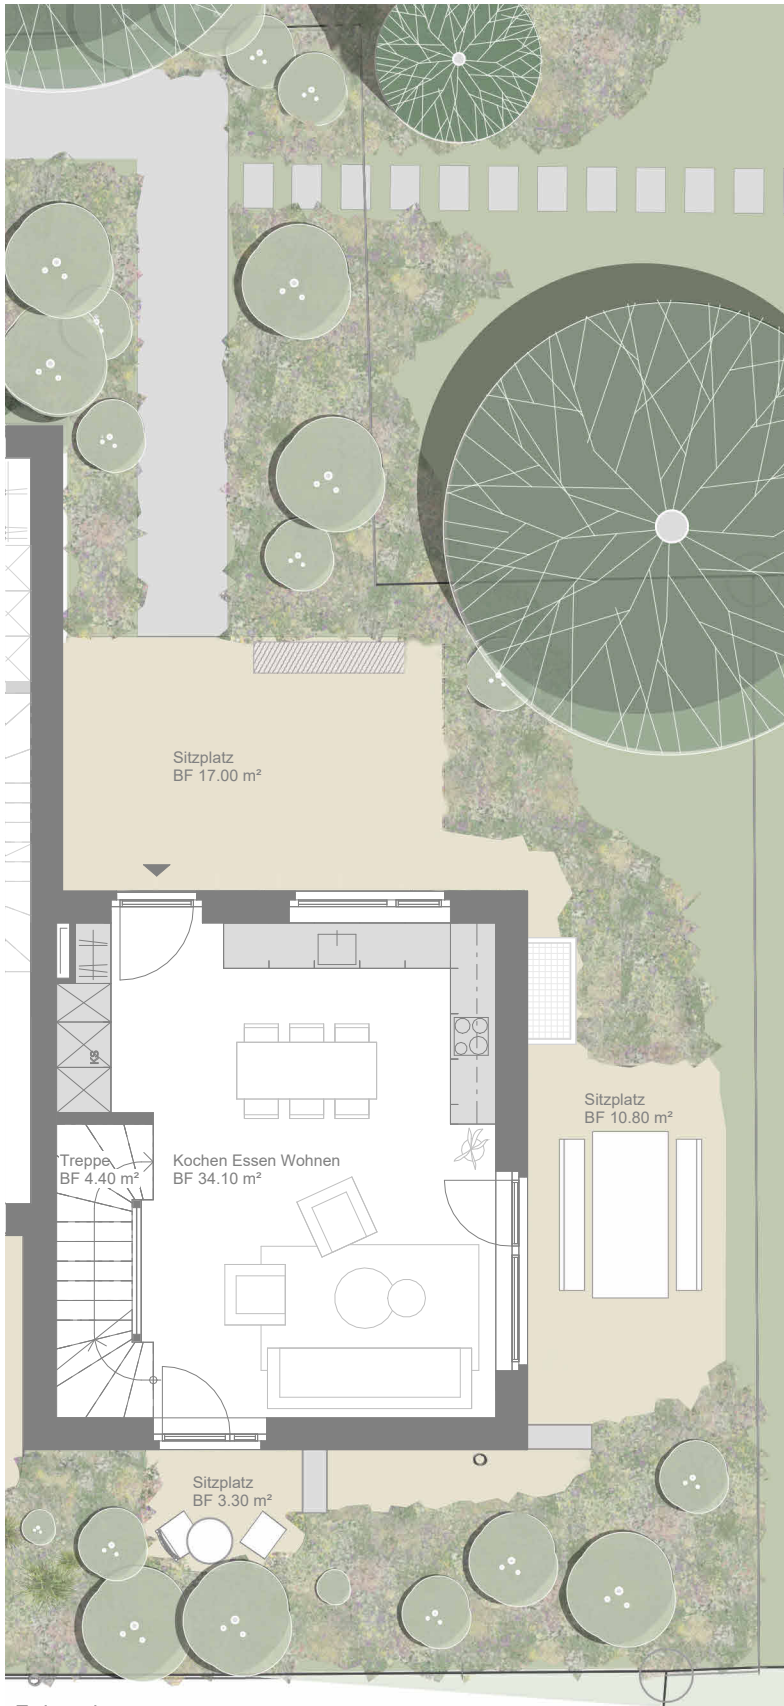 Sitzplatz
BF 17.00 m²
KS
Sitzplatz
BF 10.80 m²
Treppe
BF 4.40 m²
Kochen Essen Wohnen
BF 34.10 m²
Sitzplatz
BF 3.30 m²